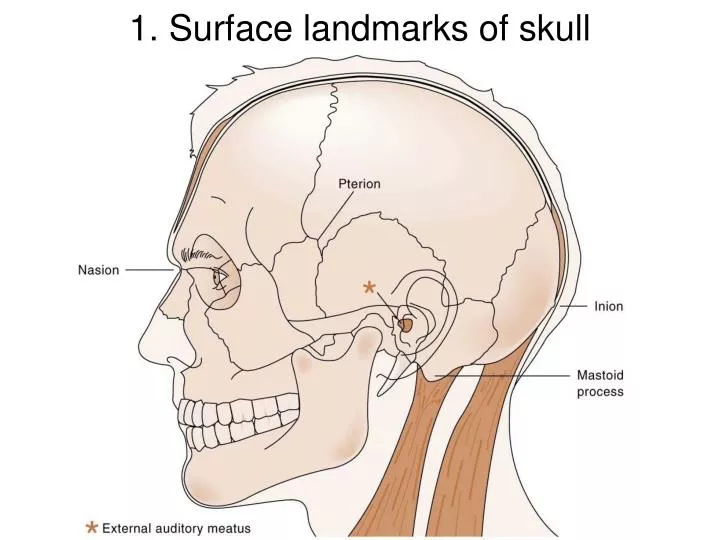 1. Surface landmarks of skull
Pterion
Nasion
*
Inion
Mastoid
process
* External auditory meatus